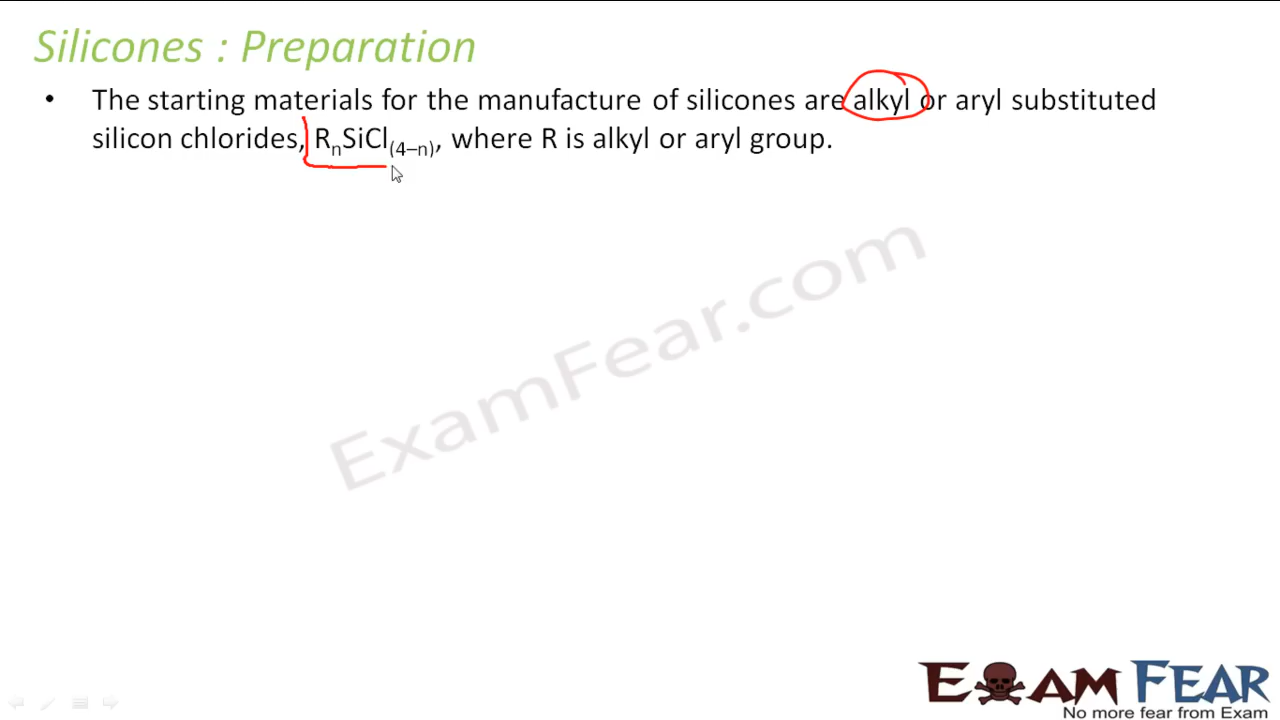 Silicones : Preparation
• The starting materials for the manufacture of silicones are alkyl or aryl substituted
silicon chlorides, RₙSiCl₍₄₋ₙ₎, where R is alkyl or aryl group.
ExamFear.com
EXAM FEAR
No more fear from Exam